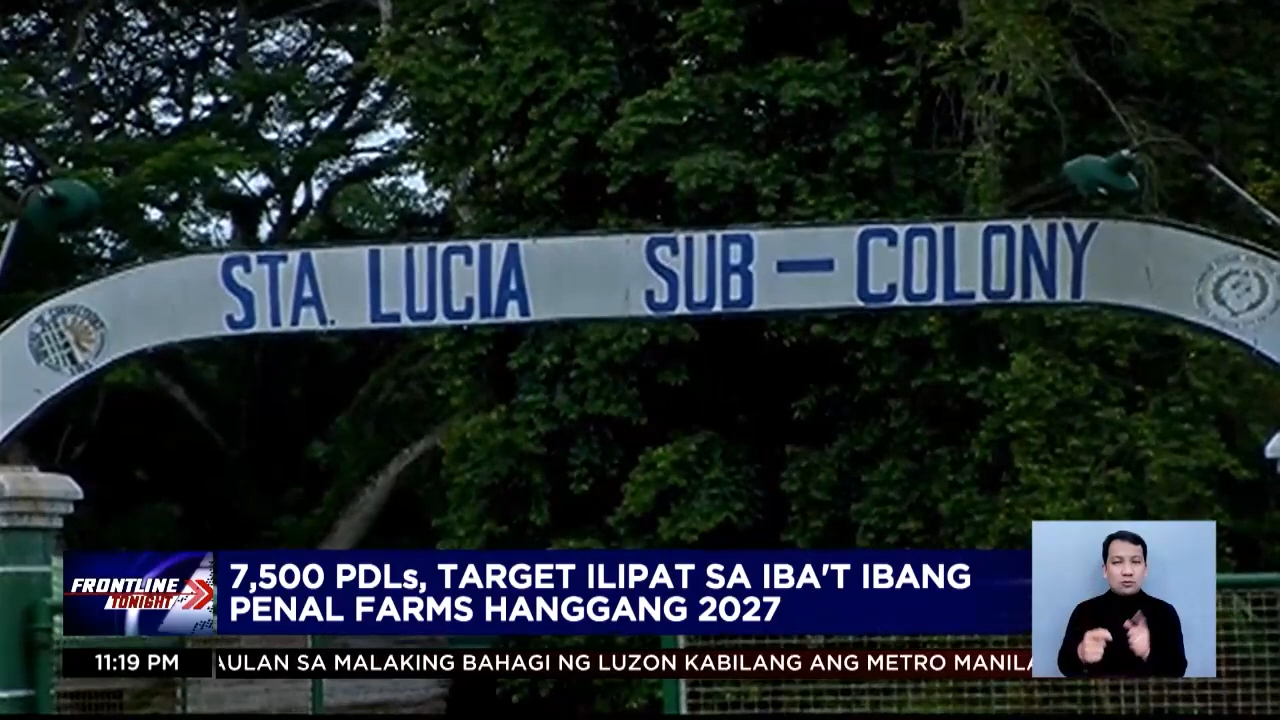 STA. LUCIA SUB-COLONY
FRONTLINE
TONIGHT
7,500 PDLs, TARGET ILIPAT SA IBA'T IBANG
PENAL FARMS HANGGANG 2027
11:19 PM
AULAN SA MALAKING BAHAGI NG LUZON KABILANG ANG METRO MANILA